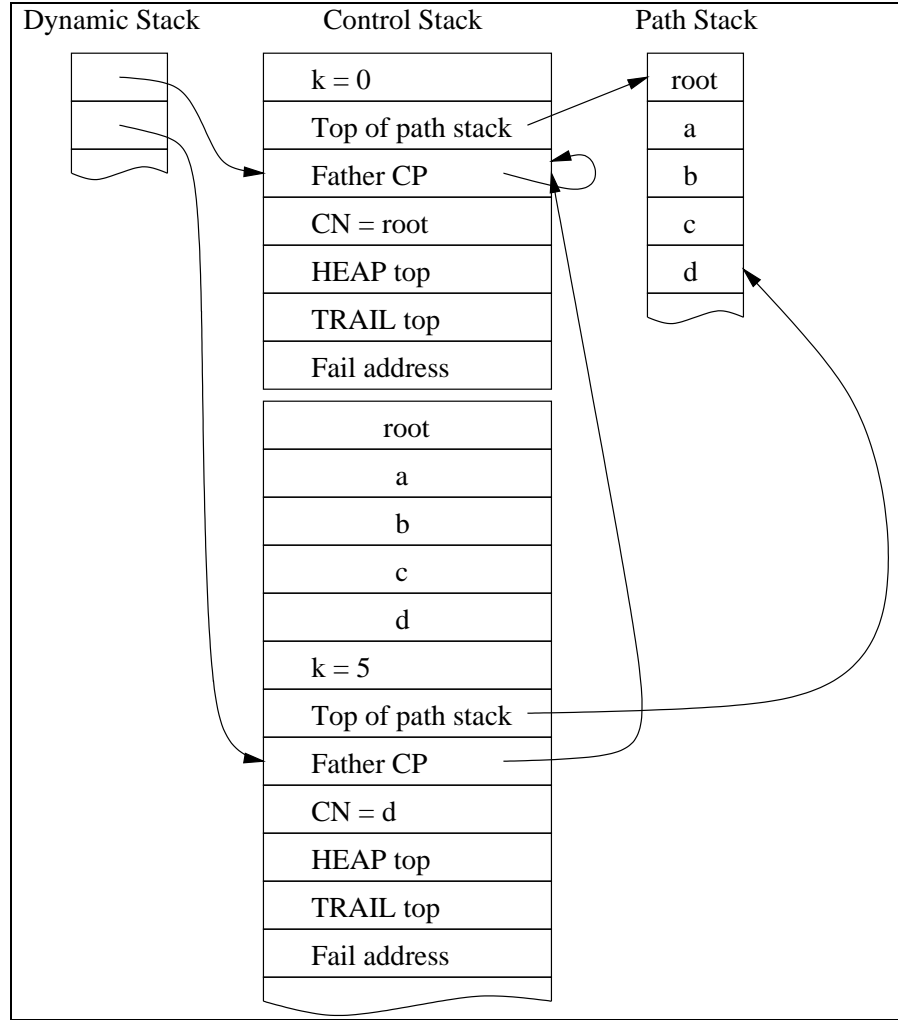 Dynamic Stack
Control Stack
Path Stack
k = 0
Top of path stack
Father CP
CN = root
HEAP top
TRAIL top
Fail address
root
a
b
c
d
k = 5
Top of path stack
Father CP
CN = d
HEAP top
TRAIL top
Fail address
root
a
b
c
d